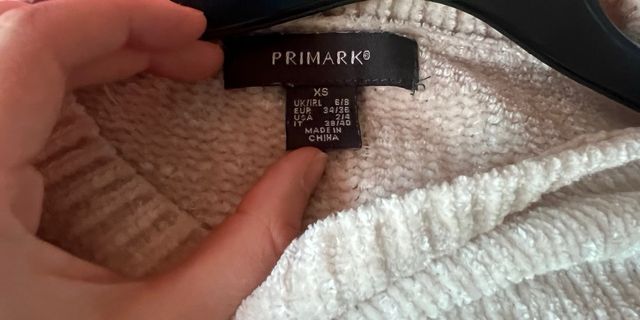 PRIMARK®
XS
UK/IRL 6/8
EUR 34/36
USA 2/4
IT 38/40
MADE IN
CHINA